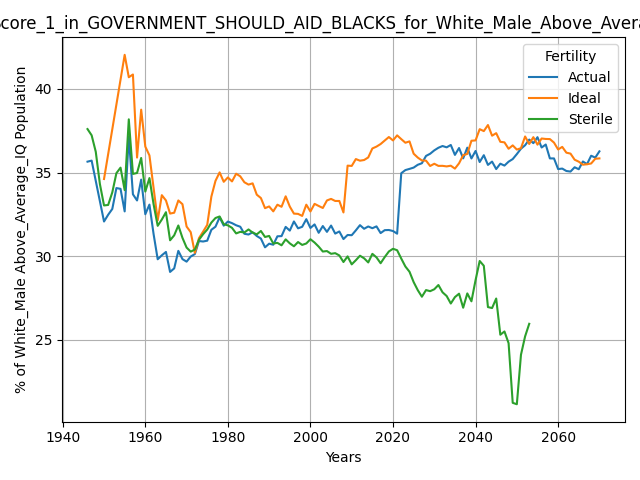 core_1_in_GOVERNMENT_SHOULD_AID_BLACKS_for_White_Male_Above_Avera
% of White_Male Above_Average_IQ Population
40
35
30
25
Fertility
Actual
Ideal
Sterile
1940 1960 1980 2000 2020 2040 2060
Years